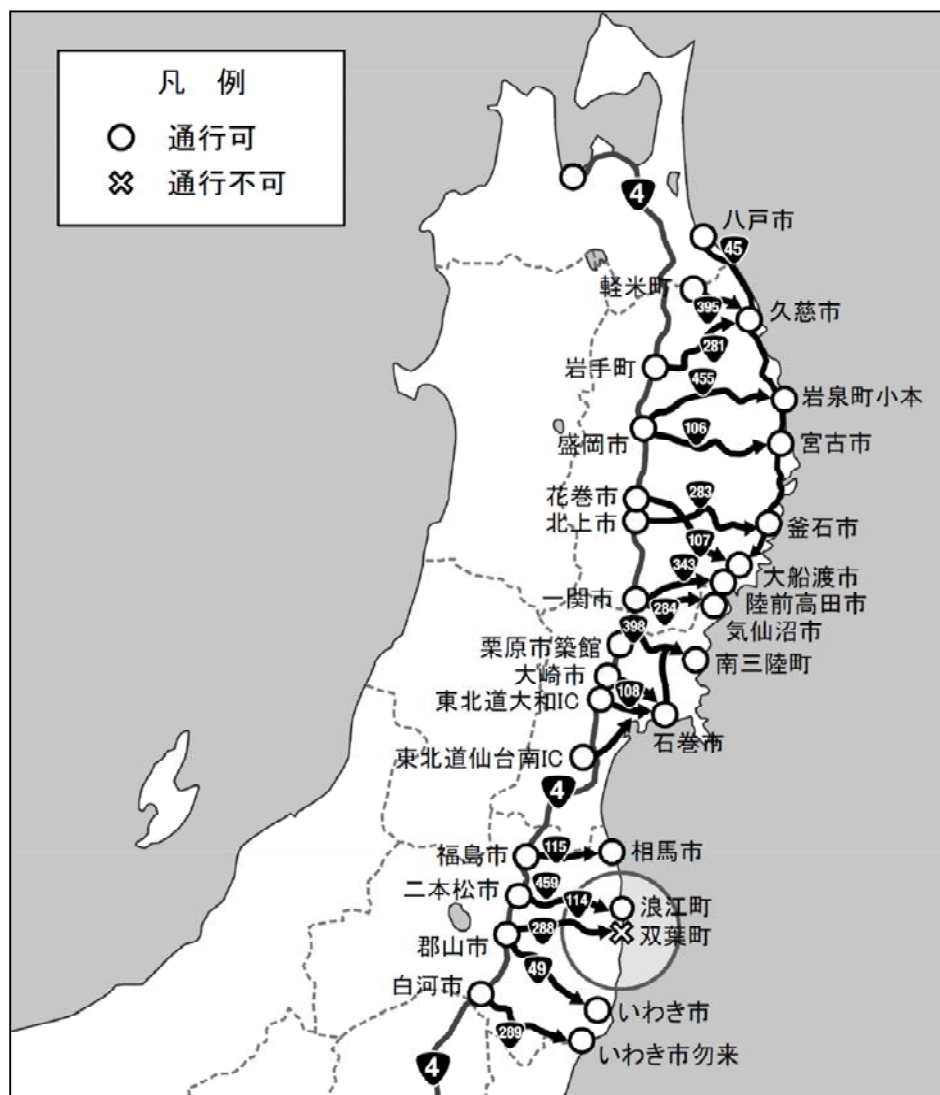 凡 例
通行可
通行不可
4
八戸市
45
軽米町
395
久慈市
281
岩手町
455
岩泉町小本
盛岡市
106
宮古市
花巻市
283
北上市
釜石市
107
343
大船渡市
一関市
284
陸前高田市
398
気仙沼市
栗原市築館
南三陸町
大崎市
108
東北道大和IC
石巻市
東北道仙台南IC
4
福島市
115
相馬市
二本松市
459
114
浪江町
郡山市
288
双葉町
49
白河市
いわき市
289
いわき市勿来
4